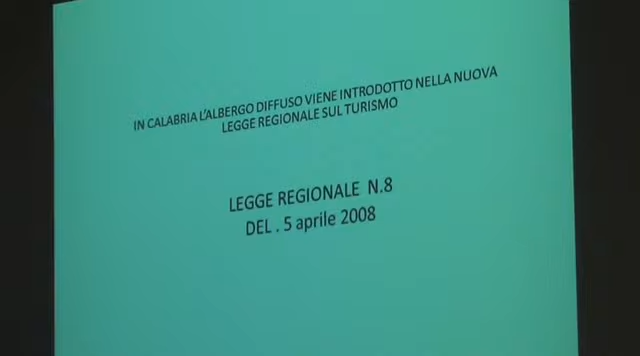 IN CALABRIA L'ALBERGO DIFFUSO VIENE INTRODOTTO NELLA NUOVA
LEGGE REGIONALE SUL TURISMO
LEGGE REGIONALE N.8
DEL . 5 aprile 2008